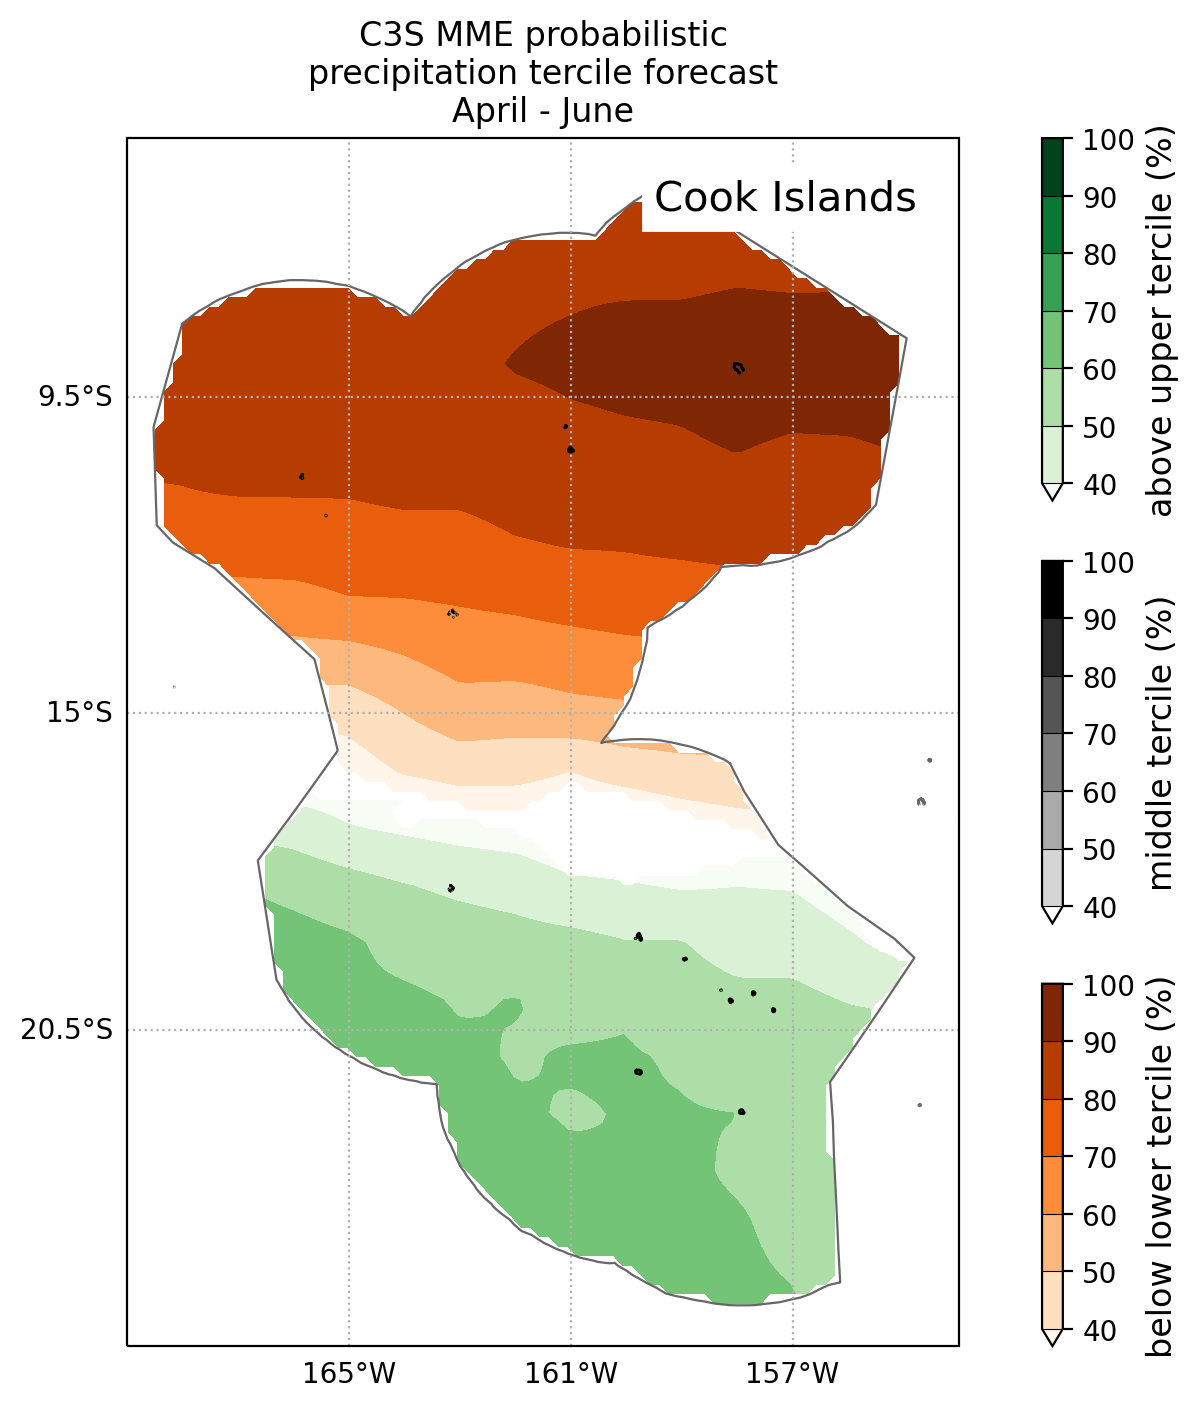 C3S MME probabilistic
precipitation tercile forecast
April - June
Cook Islands
9.5°S
15°S
20.5°S
165°W
161°W
157°W
100
90
80
70
60
50
40
above upper tercile (%)
100
90
80
70
60
50
40
middle tercile (%)
100
90
80
70
60
50
40
below lower tercile (%)